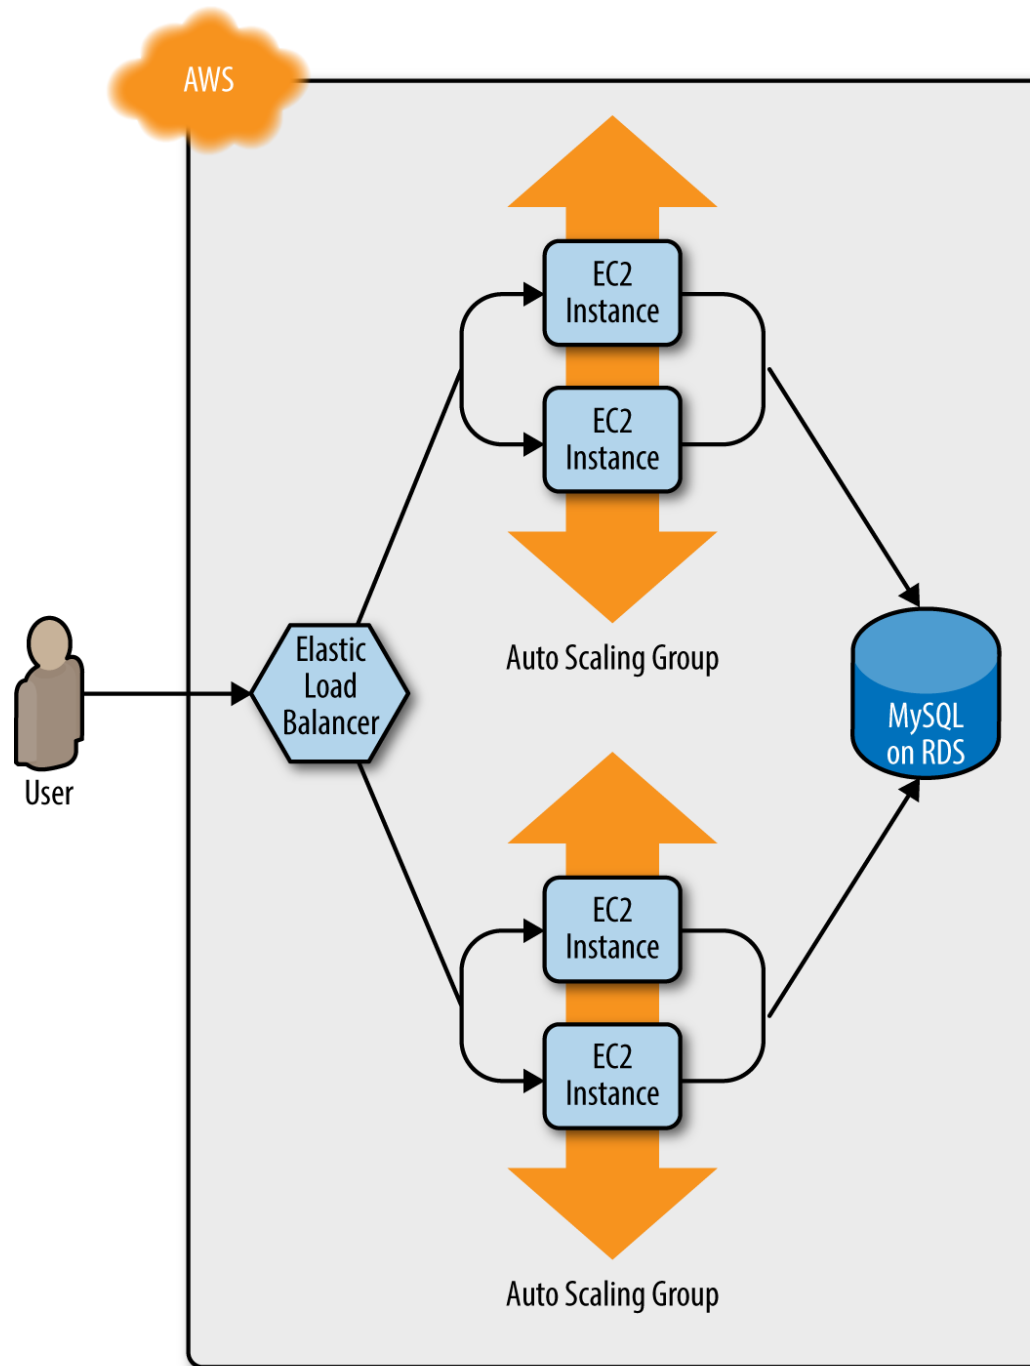 AWS
EC2
Instance
EC2
Instance
Auto Scaling Group
Elastic
Load
Balancer
User
MySQL
on RDS
EC2
Instance
EC2
Instance
Auto Scaling Group